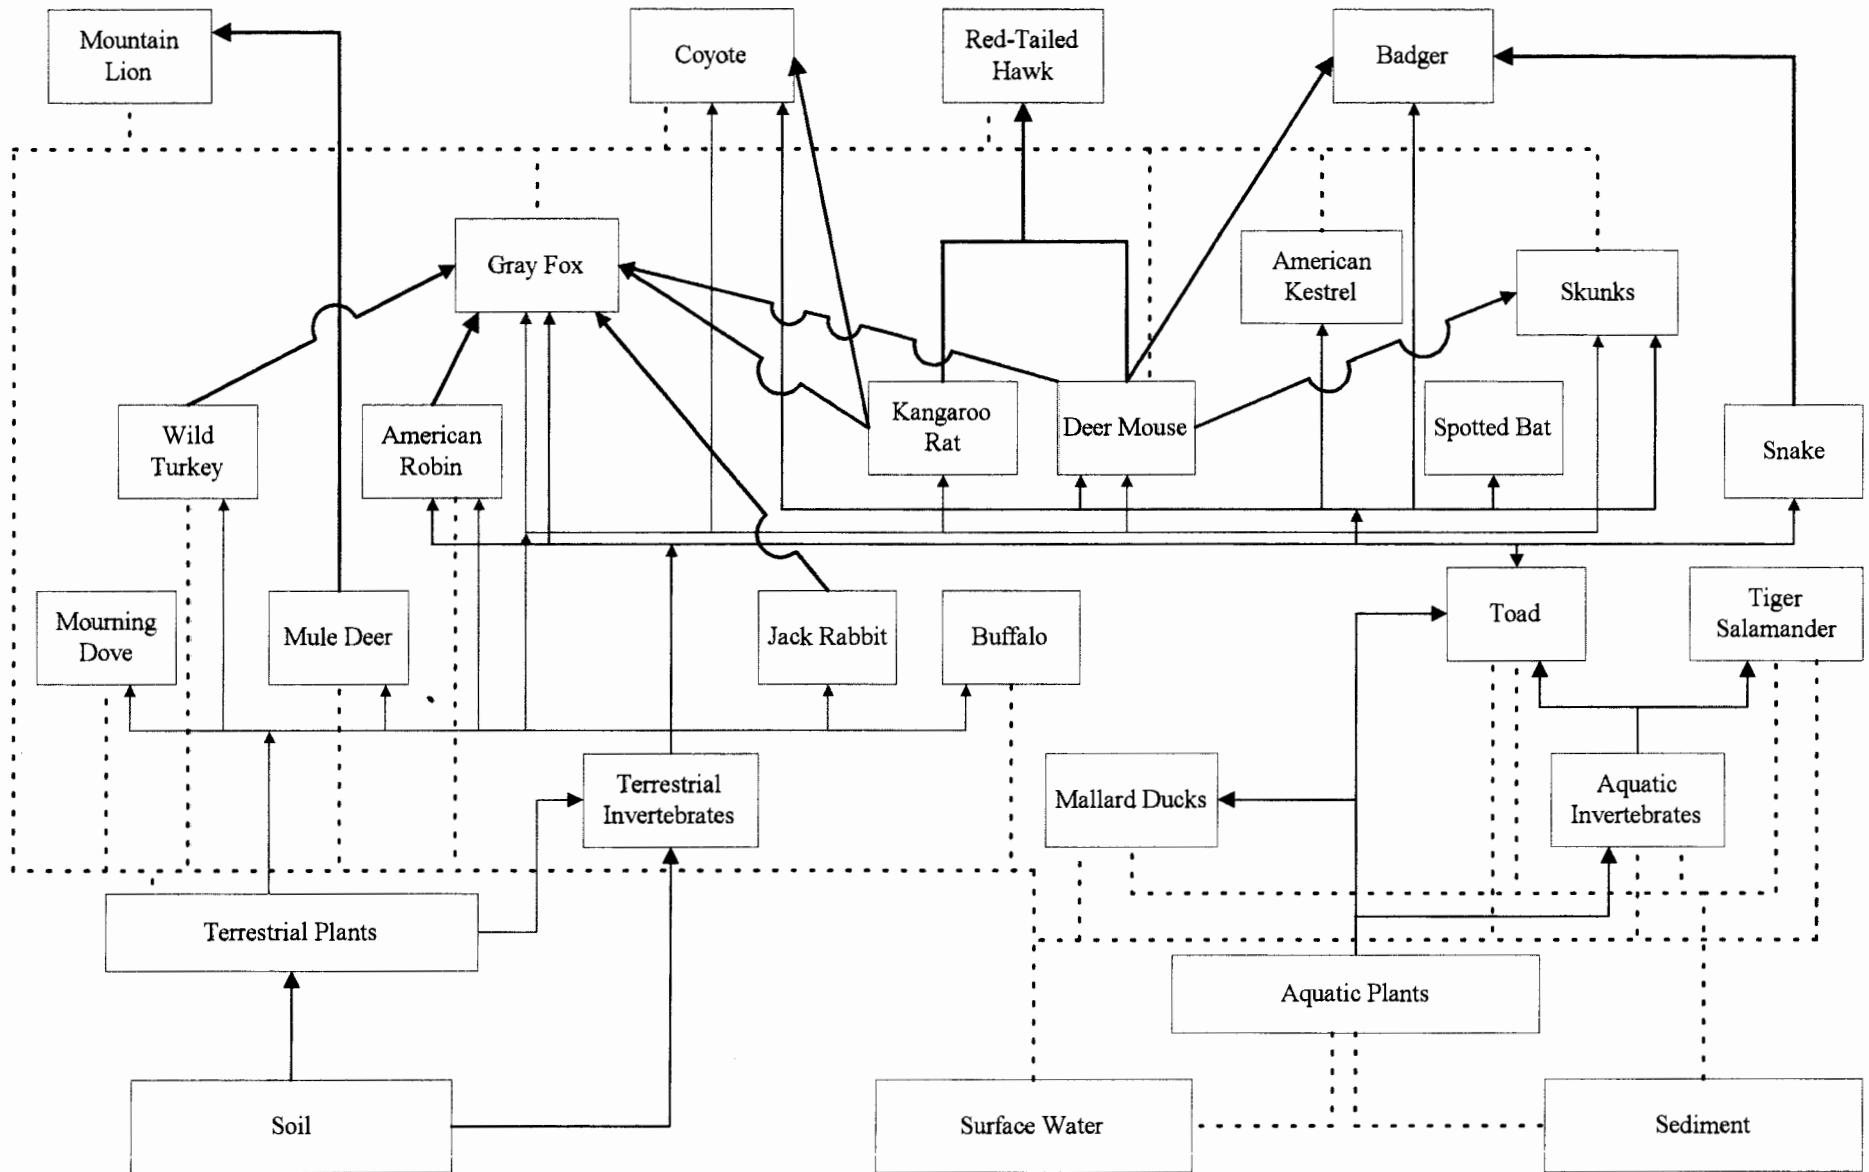 Mountain
Lion
Coyote
Red-Tailed
Hawk
Badger
Gray Fox
American
Kestrel
Skunks
Wild
Turkey
American
Robin
Kangaroo
Rat
Deer Mouse
Spotted Bat
Snake
Mourning
Dove
Mule Deer
Jack Rabbit
Buffalo
Toad
Tiger
Salamander
Terrestrial
Invertebrates
Mallard Ducks
Aquatic
Invertebrates
Terrestrial Plants
Aquatic Plants
Soil
Surface Water
Sediment